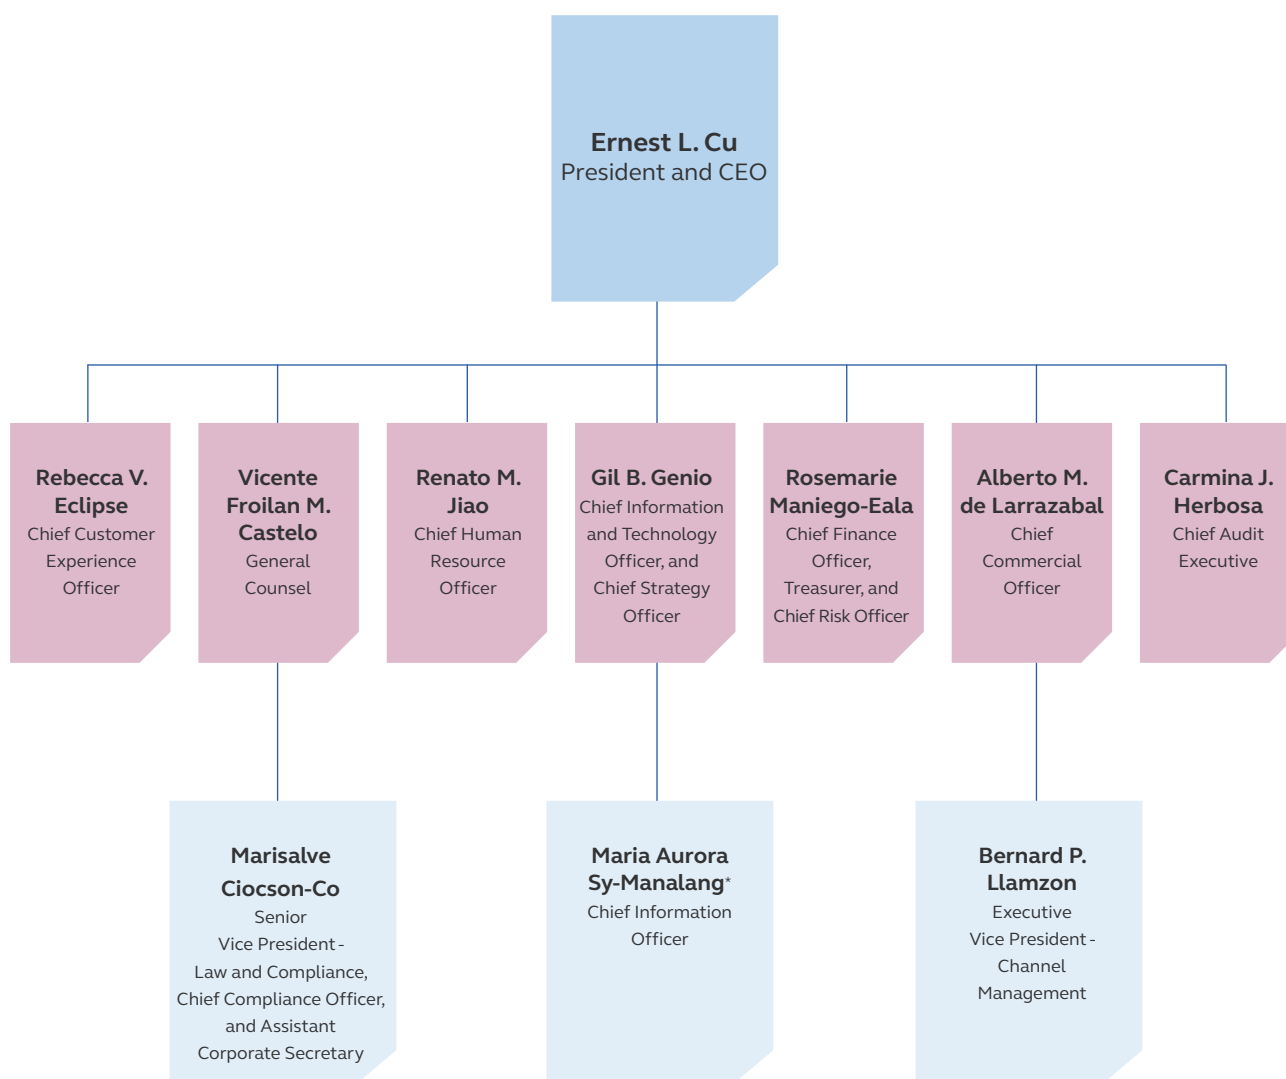 Ernest L. Cu
President and CEO
Rebecca V.
Eclipse
Chief Customer
Experience
Officer
Vicente
Froilan M.
Castelo
General
Counsel
Renato M.
Jiao
Chief Human
Resource
Officer
Gil B. Genio
Chief Information
and Technology
Officer, and
Chief Strategy
Officer
Rosemarie
Maniego-Eala
Chief Finance
Officer,
Treasurer, and
Chief Risk Officer
Alberto M.
de Larrazabal
Chief
Commercial
Officer
Carmina J.
Herbosa
Chief Audit
Executive
Marisalve
Ciocson-Co
Senior
Vice President -
Law and Compliance,
Chief Compliance Officer,
and Assistant
Corporate Secretary
Maria Aurora
Sy-Manalang*
Chief Information
Officer
Bernard P.
Llamzon
Executive
Vice President -
Channel
Management